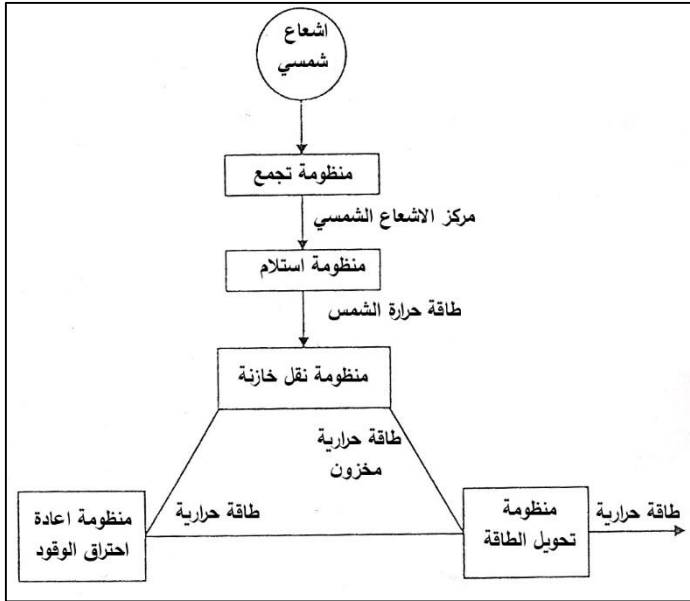 اشعاع
شمسي
منظومة تجمع
مركز الاشعاع الشمسي
منظومة استلام
طاقة حرارة الشمس
منظومة نقل خازنة
طاقة حرارية
مخزون
منظومة اعادة
احتراق الوقود
طاقة حرارية
منظومة
تحويل الطاقة
طاقة حرارية